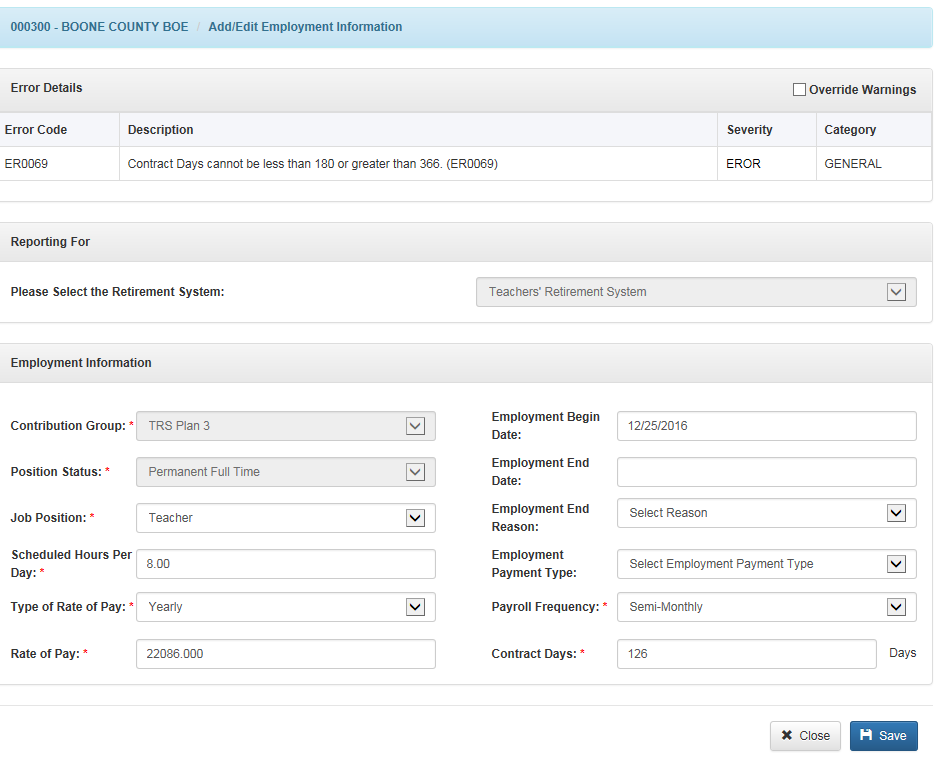 000300 - BOONE COUNTY BOE / Add/Edit Employment Information
Error Details
Override Warnings
Error Code Description Severity Category
ER0069 Contract Days cannot be less than 180 or greater than 366. (ER0069) EROR GENERAL
Reporting For
Please Select the Retirement System: Teachers' Retirement System
Employment Information
Contribution Group: * TRS Plan 3
Employment Begin
Date: 12/25/2016
Position Status: * Permanent Full Time
Employment End
Date:
Job Position: * Teacher
Employment End
Reason: Select Reason
Scheduled Hours Per
Day: * 8.00
Employment
Payment Type: Select Employment Payment Type
Type of Rate of Pay: * Yearly
Payroll Frequency: * Semi-Monthly
Rate of Pay: * 22086.000
Contract Days: * 126 Days
Close Save